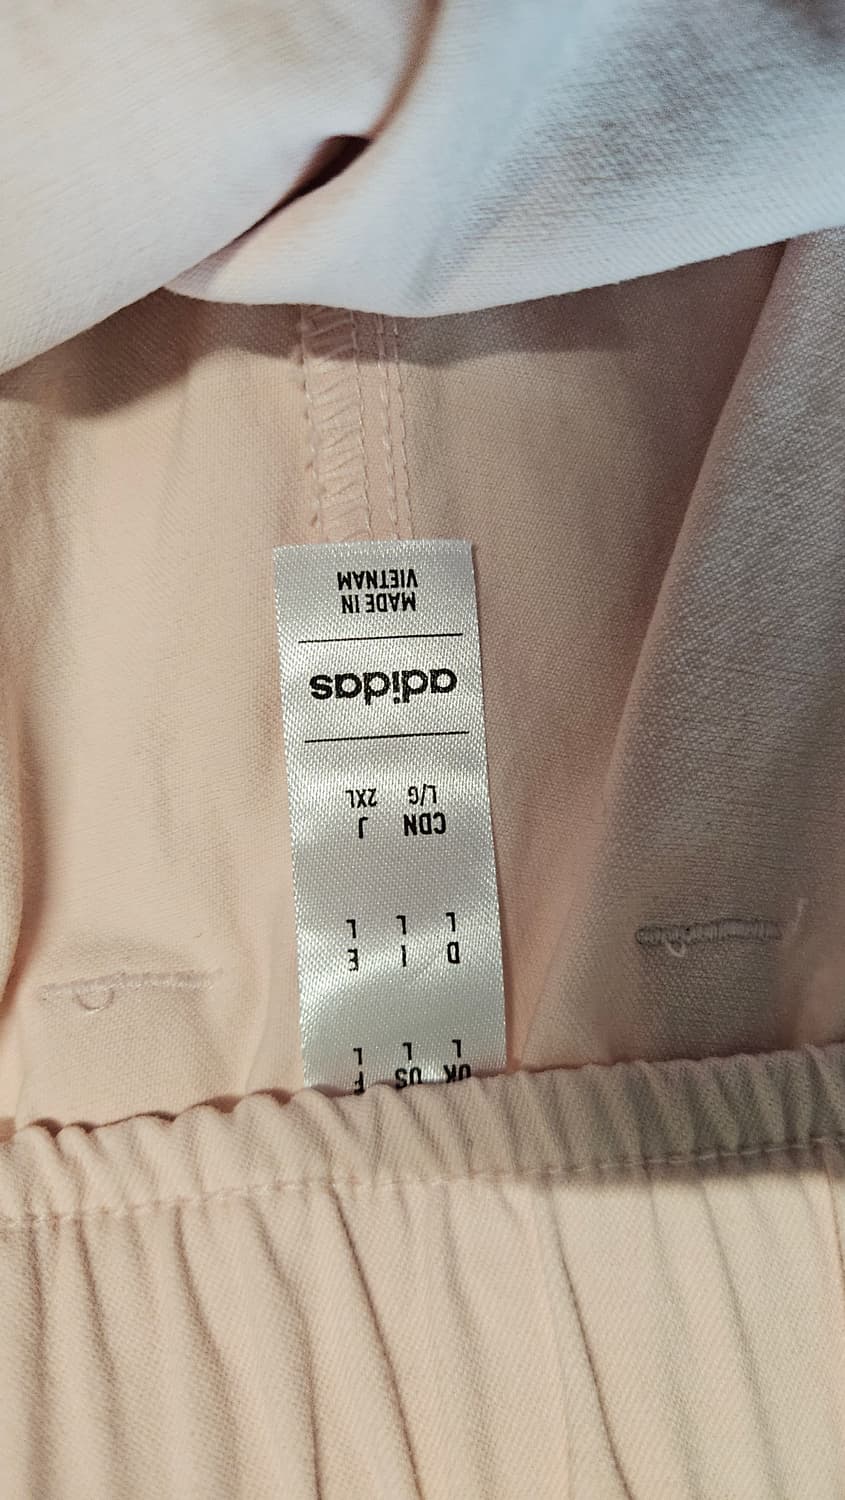 UK US F
L L L
D I E
L L L
CDN J
L/G 2XL
adidas
MADE IN
VIETNAM